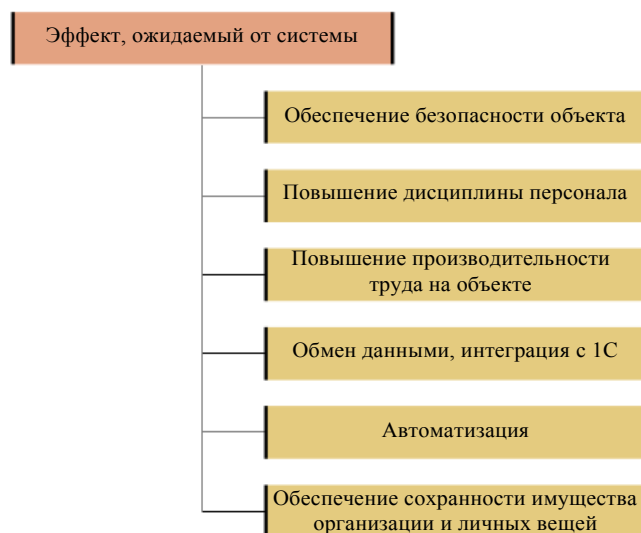 Эффект, ожидаемый от системы
Обеспечение безопасности объекта
Повышение дисциплины персонала
Повышение производительности
труда на объекте
Обмен данными, интеграция с 1С
Автоматизация
Обеспечение сохранности имущества
организации и личных вещей